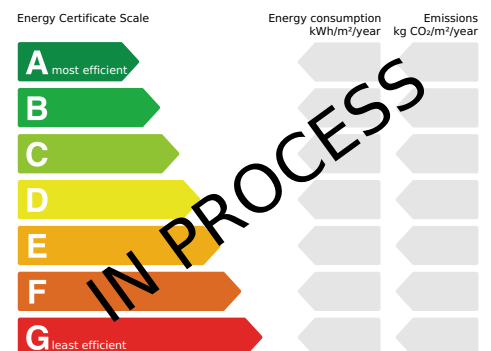 Energy Certificate Scale
Energy consumption
kWh/m²/year
Emissions
kg CO₂/m²/year
A most efficient
B
C
D
E
F
G least efficient
IN PROCESS